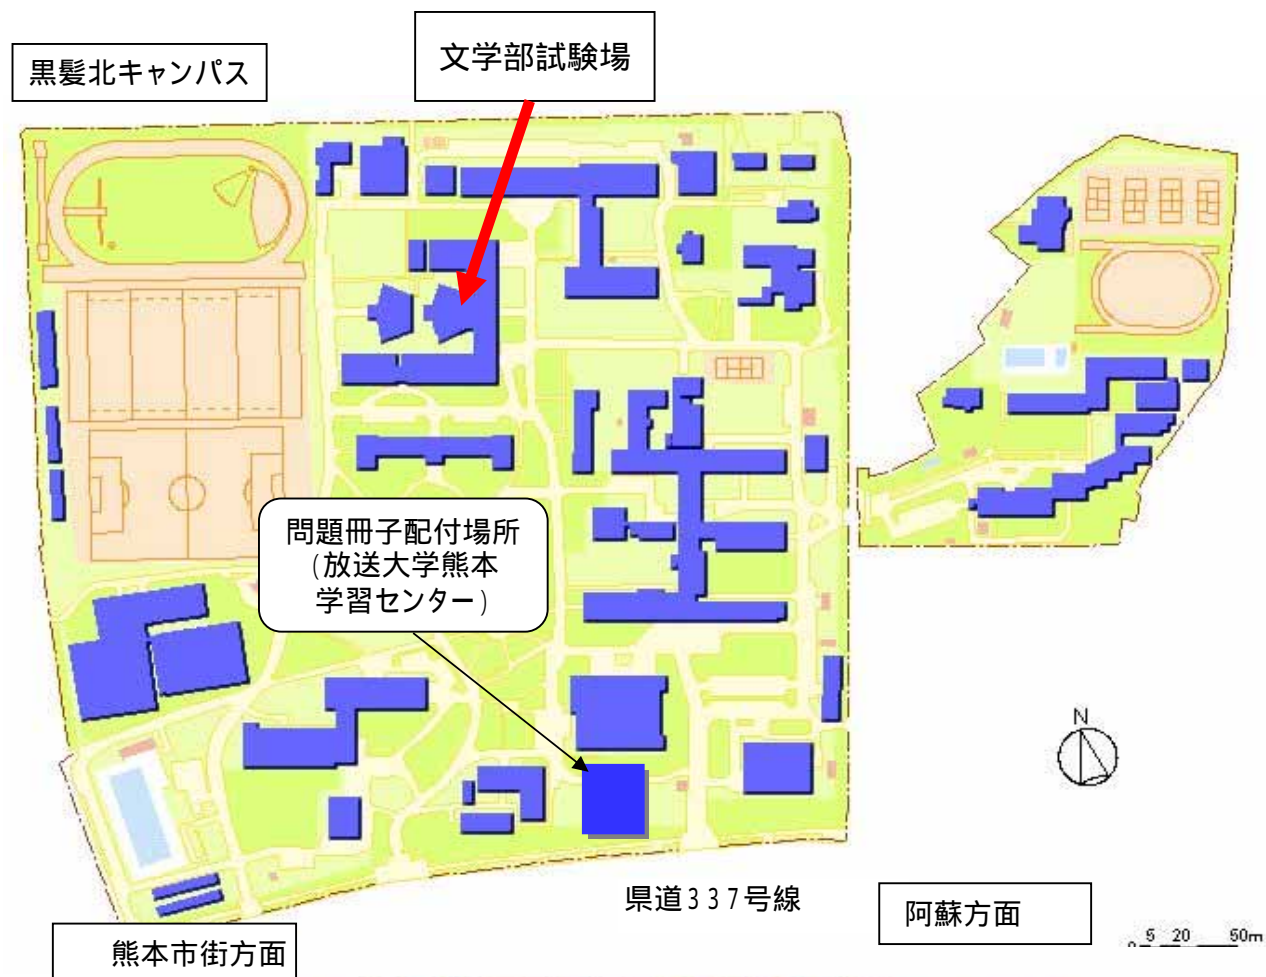 文学部試験場
黒髪北キャンパス
問題冊子配付場所
(放送大学熊本
学習センター)
N
県道337号線
阿蘇方面
熊本市街方面
0 5 20 50m